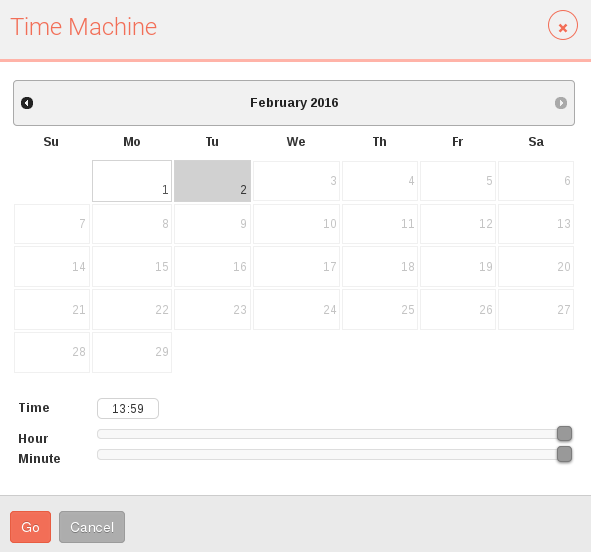 Time Machine
February 2016
Su Mo Tu We Th Fr Sa
1 2 3 4 5 6
7 8 9 10 11 12 13
14 15 16 17 18 19 20
21 22 23 24 25 26 27
28 29
Time 13:59
Hour
Minute
Go Cancel